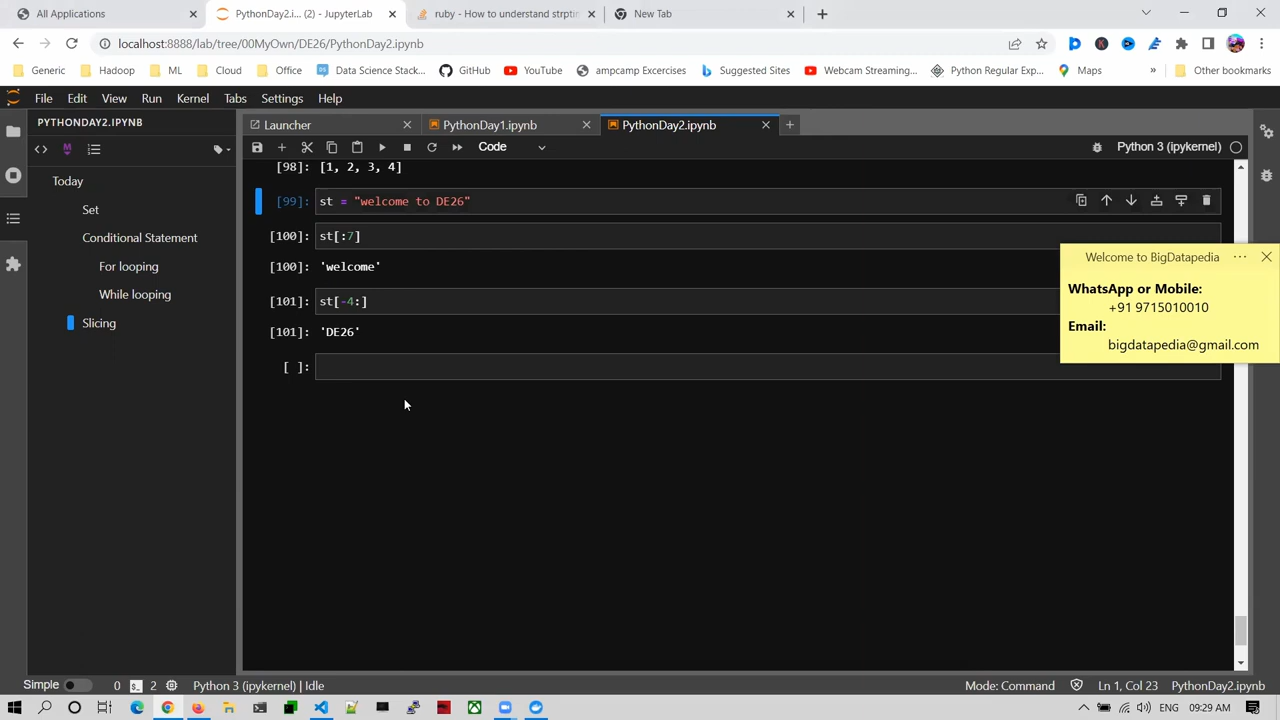 All Applications
PythonDay2.i... (2) - JupyterLab
ruby - How to understand strptin
New Tab
localhost:8888/lab/tree/00MyOwn/DE26/PythonDay2.ipynb
Generic
Hadoop
ML
Cloud
Office
Data Science Stack...
GitHub
YouTube
ampcamp Excercises
Suggested Sites
Webcam Streaming...
Python Regular Exp...
Maps
»
Other bookmarks
File Edit View Run Kernel Tabs Settings Help
PYTHONDAY2.IPYNB
Launcher
PythonDay1.ipynb
PythonDay2.ipynb
Code
Python 3 (ipykernel)
Today
Set
Conditional Statement
For looping
While looping
Slicing
[98]: [1, 2, 3, 4]
[99]: st = "welcome to DE26"
[100]: st[:7]
[100]: 'welcome'
[101]: st[-4:]
[101]: 'DE26'
[ ]:
Welcome to BigDatapedia
WhatsApp or Mobile:
+91 9715010010
Email:
bigdatapedia@gmail.com
Simple 0 2 Python 3 (ipykernel) | Idle
Mode: Command Ln 1, Col 23 PythonDay2.ipynb
09:29 AM